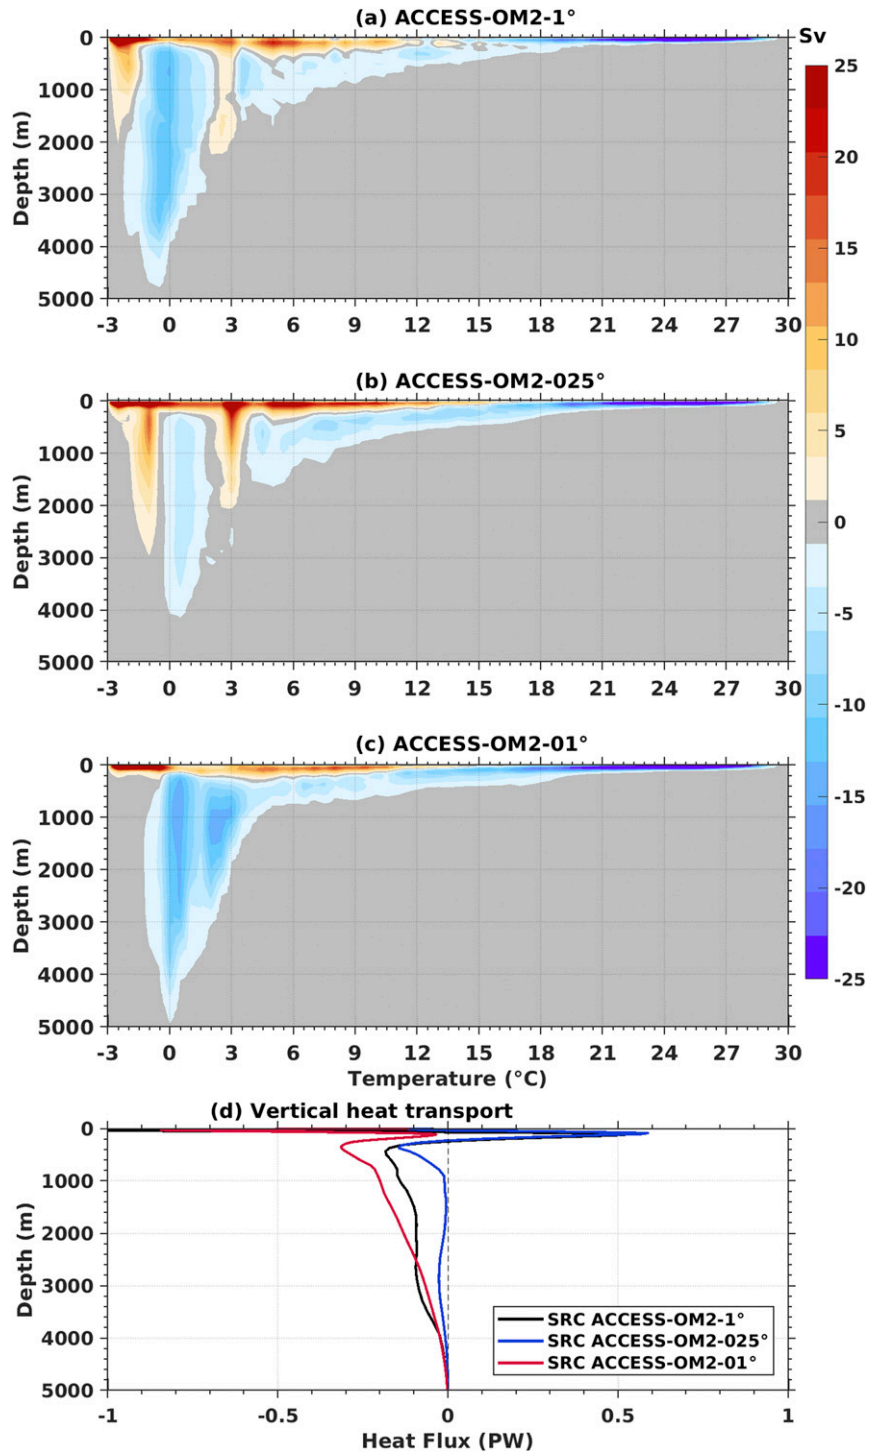 (a) ACCESS-OM2-1°
Sv
Depth (m)
0
1000
2000
3000
4000
5000
-3 0 3 6 9 12 15 18 21 24 27 30
(b) ACCESS-OM2-025°
Depth (m)
0
1000
2000
3000
4000
5000
-3 0 3 6 9 12 15 18 21 24 27 30
(c) ACCESS-OM2-01°
Depth (m)
0
1000
2000
3000
4000
5000
-3 0 3 6 9 12 15 18 21 24 27 30
Temperature (°C)
25
20
15
10
5
0
-5
-10
-15
-20
-25
(d) Vertical heat transport
Depth (m)
0
1000
2000
3000
4000
5000
SRC ACCESS-OM2-1°
SRC ACCESS-OM2-025°
SRC ACCESS-OM2-01°
-1 -0.5 0 0.5 1
Heat Flux (PW)